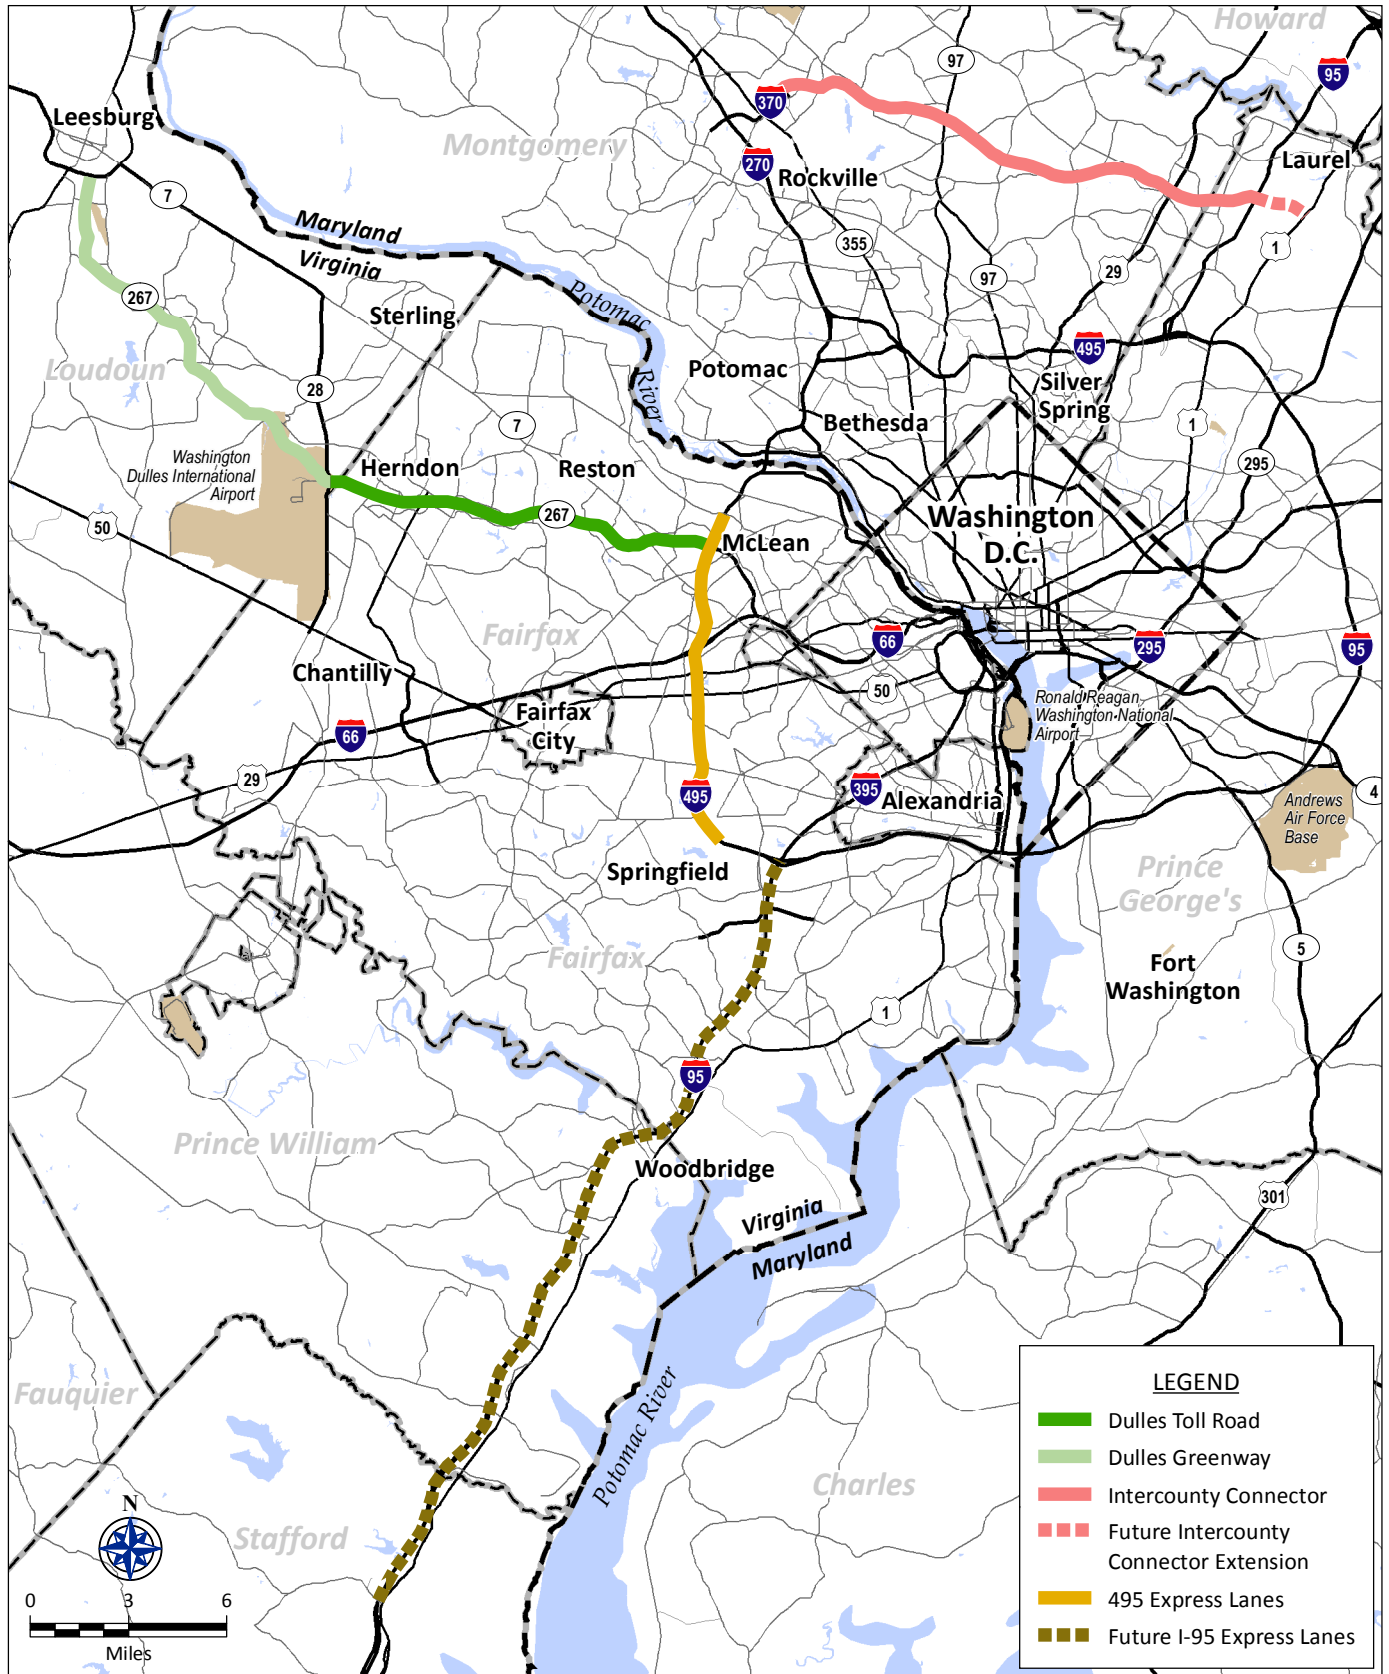 Howard
97
95
370
Leesburg
Montgomery
Laurel
270
Rockville
7
Maryland
Virginia
355
1
29
97
267
Potomac
River
Sterling
495
Loudoun
Potomac
28
Silver
Spring
7
Bethesda
1
295
Washington
Dulles International
Airport
Herndon
Reston
50
267
Washington
D.C.
McLean
Fairfax
66
295
95
Chantilly
50
Ronald Reagan
Washington National
Airport
Fairfax
City
66
29
495
395
Alexandria
4
Andrews
Air Force
Base
Springfield
Prince
George's
Fairfax
5
Fort
Washington
1
95
Prince William
Woodbridge
301
Virginia
Maryland
Fauquier
Potomac River
Charles
Stafford
N
0 3 6
Miles
LEGEND
Dulles Toll Road
Dulles Greenway
Intercounty Connector
Future Intercounty
Connector Extension
495 Express Lanes
Future I-95 Express Lanes